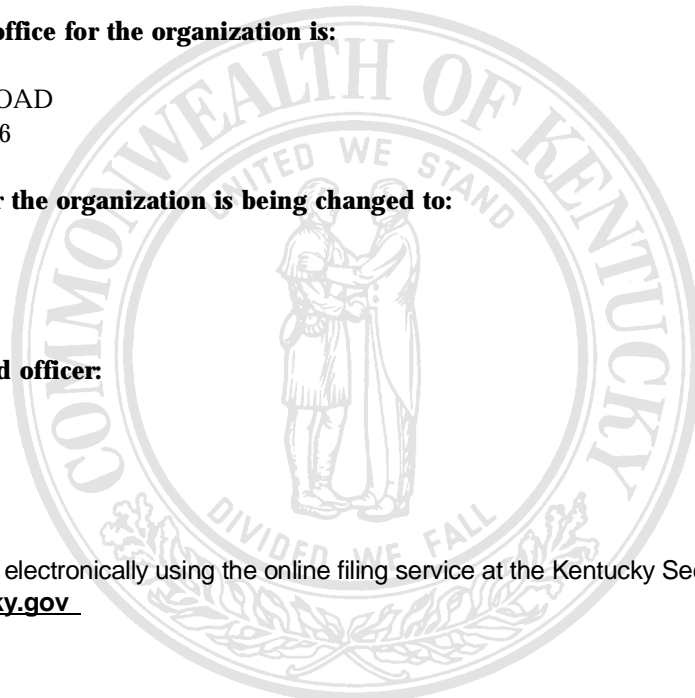 office for the organization is:
OAD
6
r the organization is being changed to:
d officer:
electronically using the online filing service at the Kentucky Sec
ky.gov
COMMONWEALTH OF KENTUCKY
UNITED WE STAND
DIVIDED WE FALL